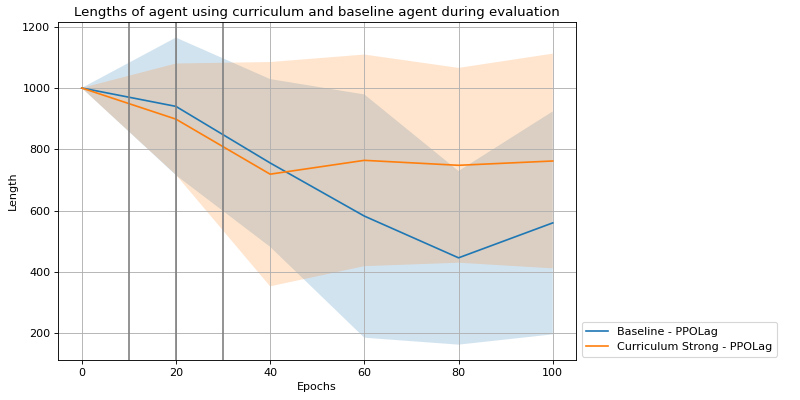 Lengths of agent using curriculum and baseline agent during evaluation
1200
1000
800
600
400
200
Length
0 20 40 60 80 100
Epochs
Baseline - PPOLag
Curriculum Strong - PPOLag